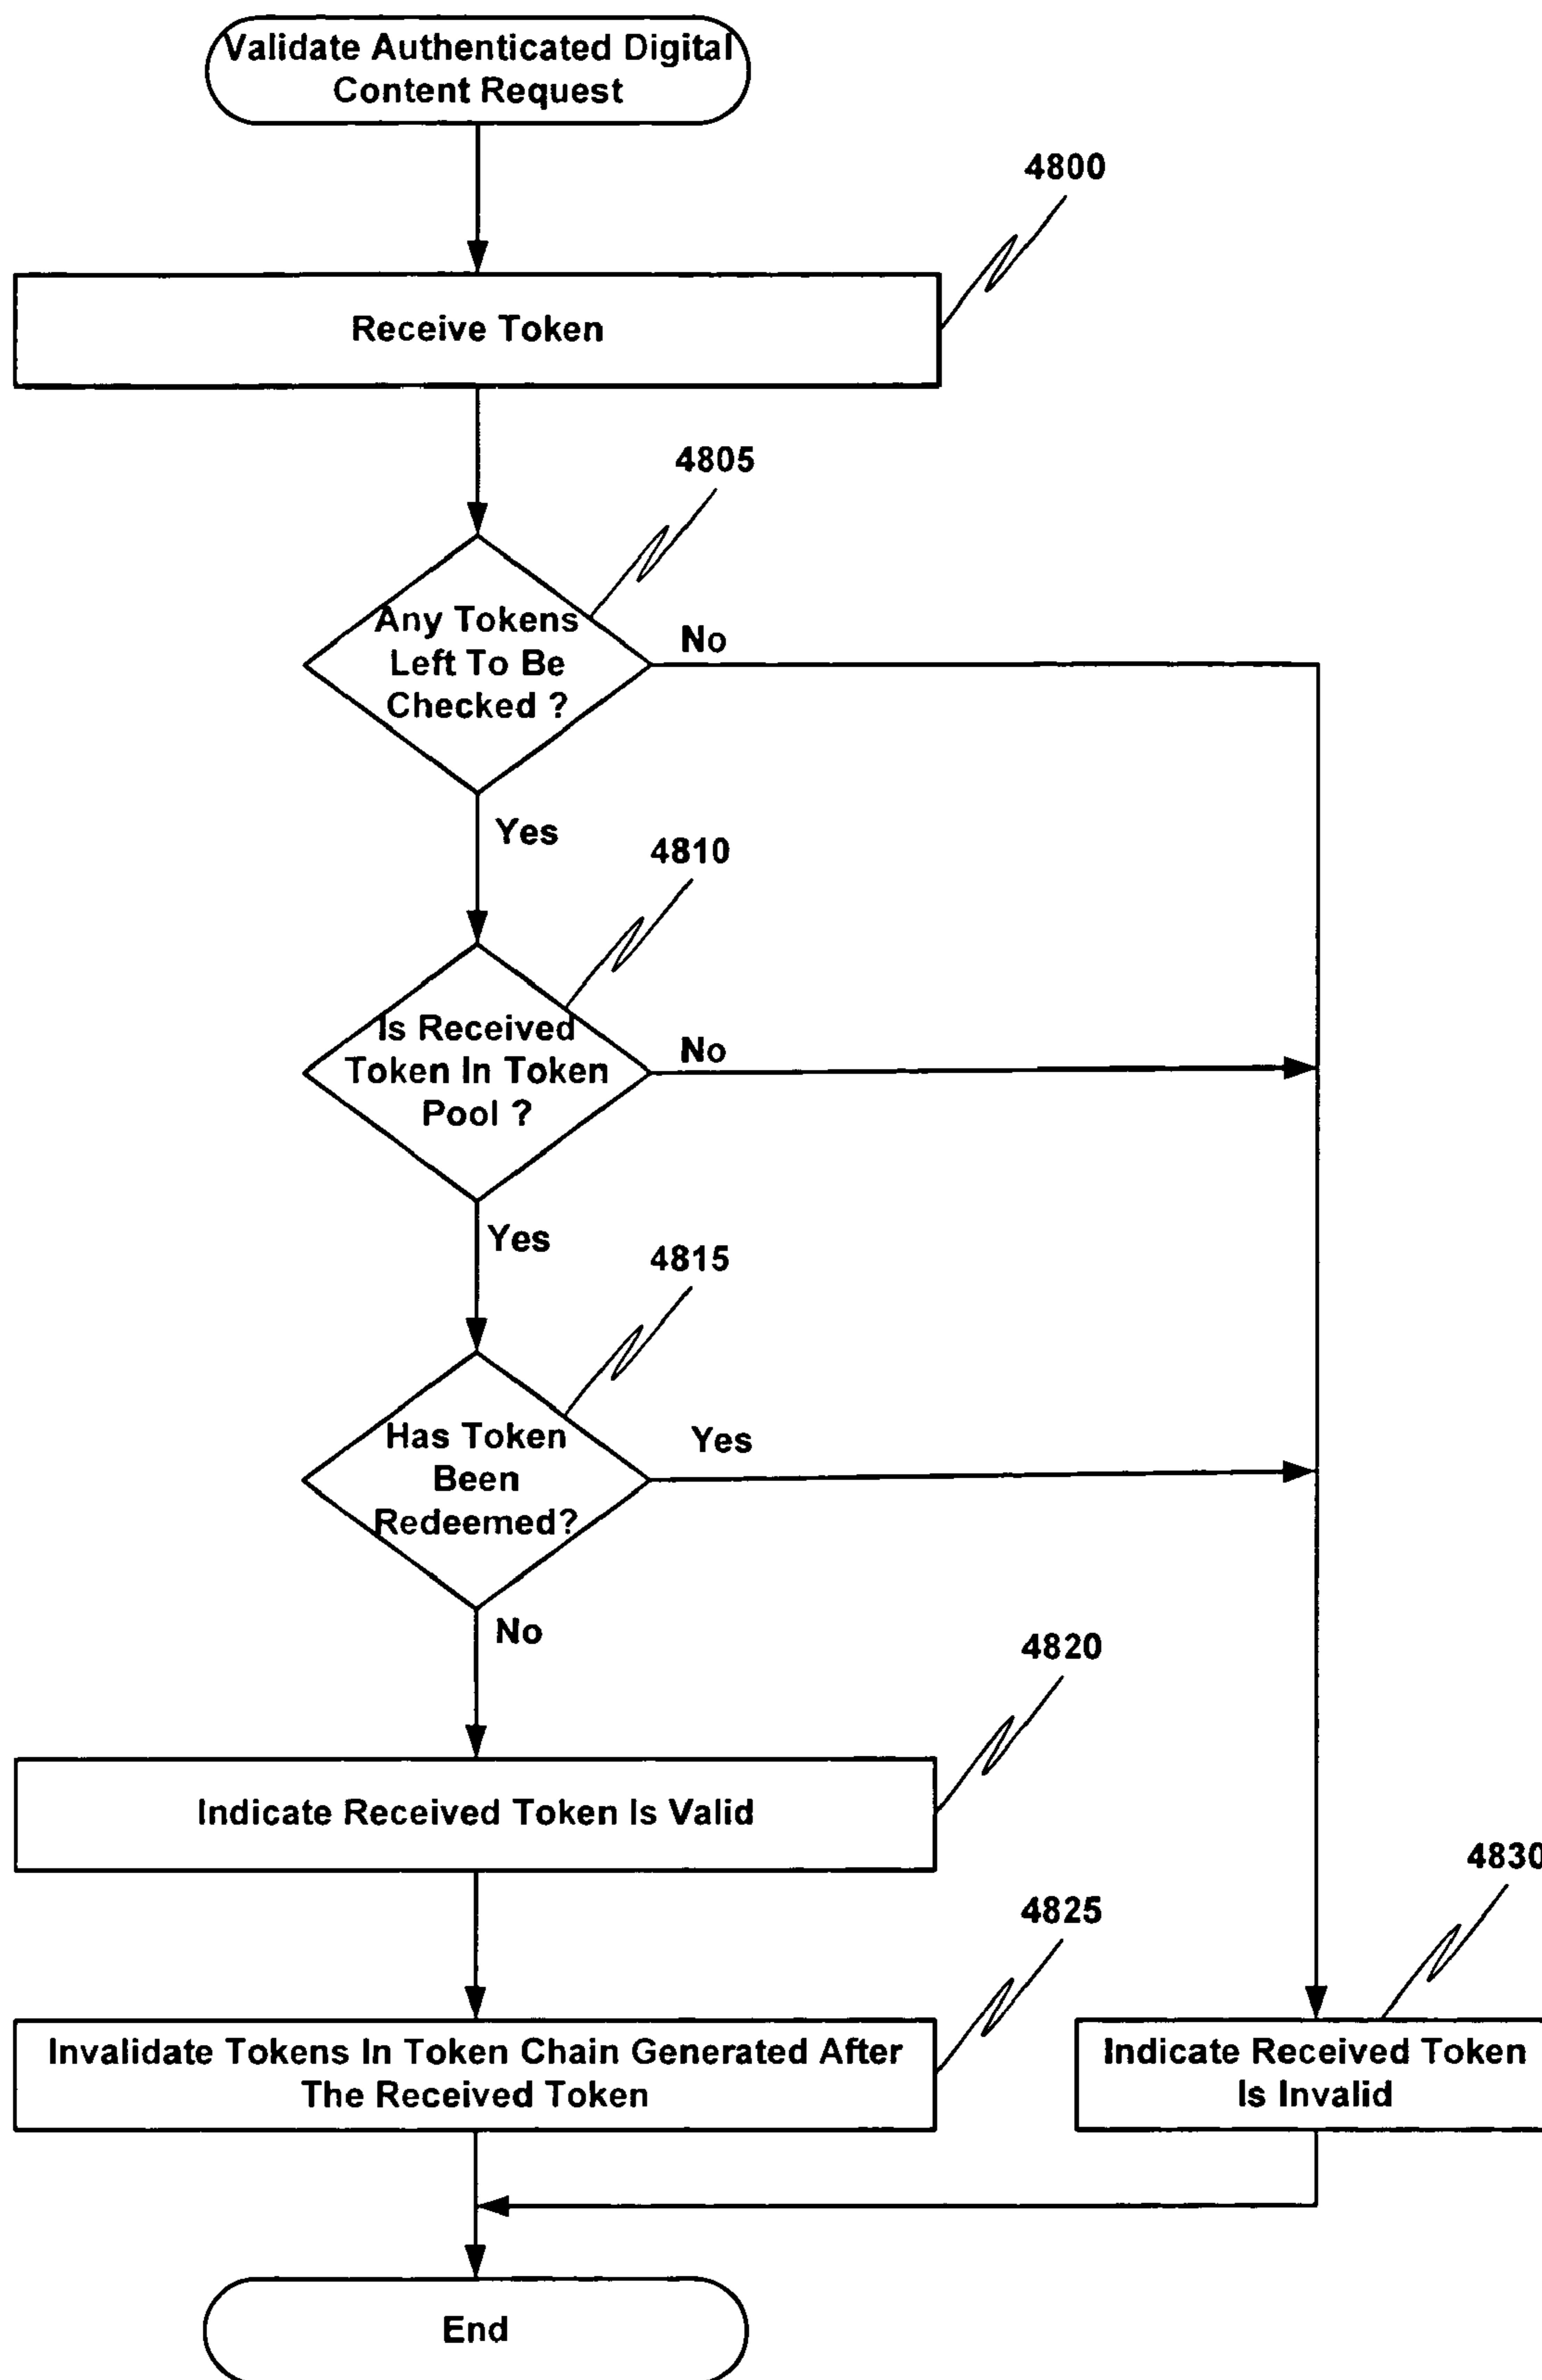 Validate Authenticated Digital
Content Request
4800
Receive Token
4805
Any Tokens
Left To Be
Checked ?
No
Yes
4810
Is Received
Token In Token
Pool ?
No
Yes
4815
Has Token
Been
Redeemed?
Yes
No
4820
Indicate Received Token Is Valid
4825
Invalidate Tokens In Token Chain Generated After
The Received Token
4830
Indicate Received Token
Is Invalid
End